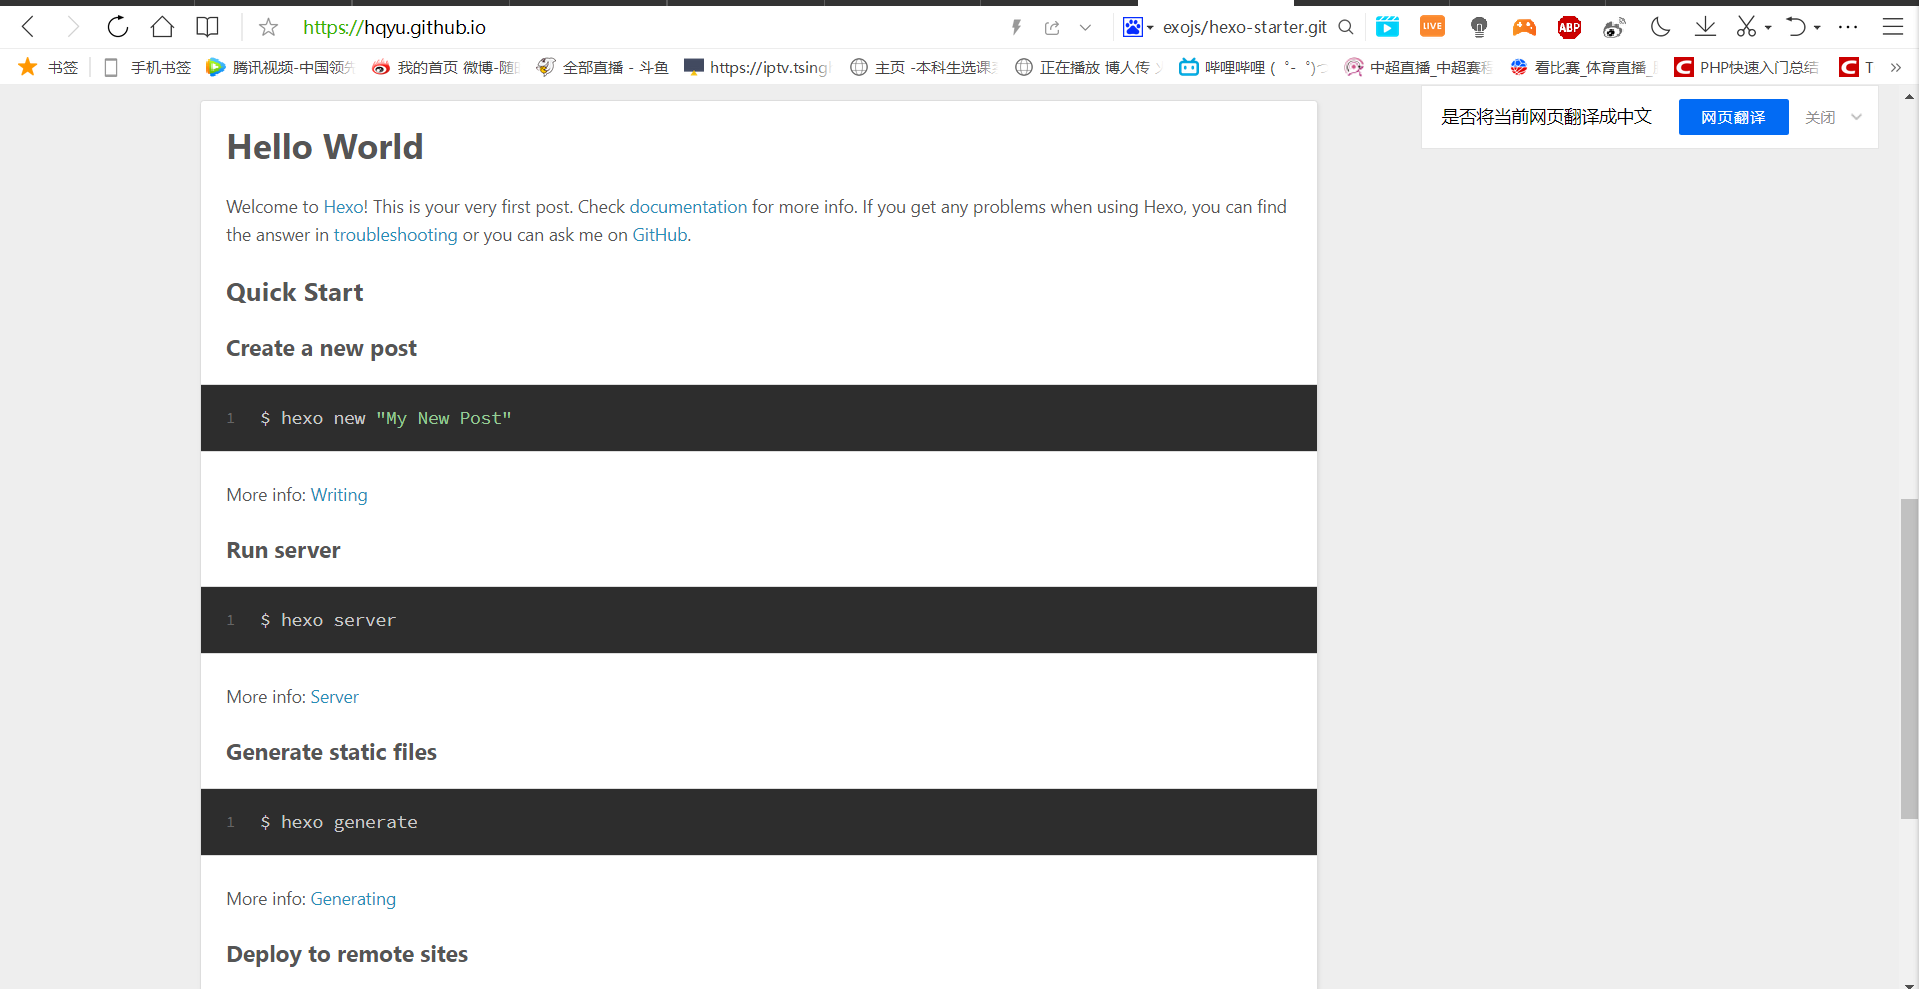 https://hqyu.github.io
exojs/hexo-starter.git
LIVE
ABP
书签
手机书签
腾讯视频-中国领先
我的首页 微博-随
全部直播 - 斗鱼
https://iptv.tsing
主页 -本科生选课
正在播放 博人传
哔哩哔哩 ( ゜- ゜)つ
中超直播_中超赛程
看比赛_体育直播_
PHP快速入门总结
T
是否将当前网页翻译成中文
网页翻译
关闭
Hello World
Welcome to Hexo! This is your very first post. Check documentation for more info. If you get any problems when using Hexo, you can find
the answer in troubleshooting or you can ask me on GitHub.
Quick Start
Create a new post
1 $ hexo new "My New Post"
More info: Writing
Run server
1 $ hexo server
More info: Server
Generate static files
1 $ hexo generate
More info: Generating
Deploy to remote sites